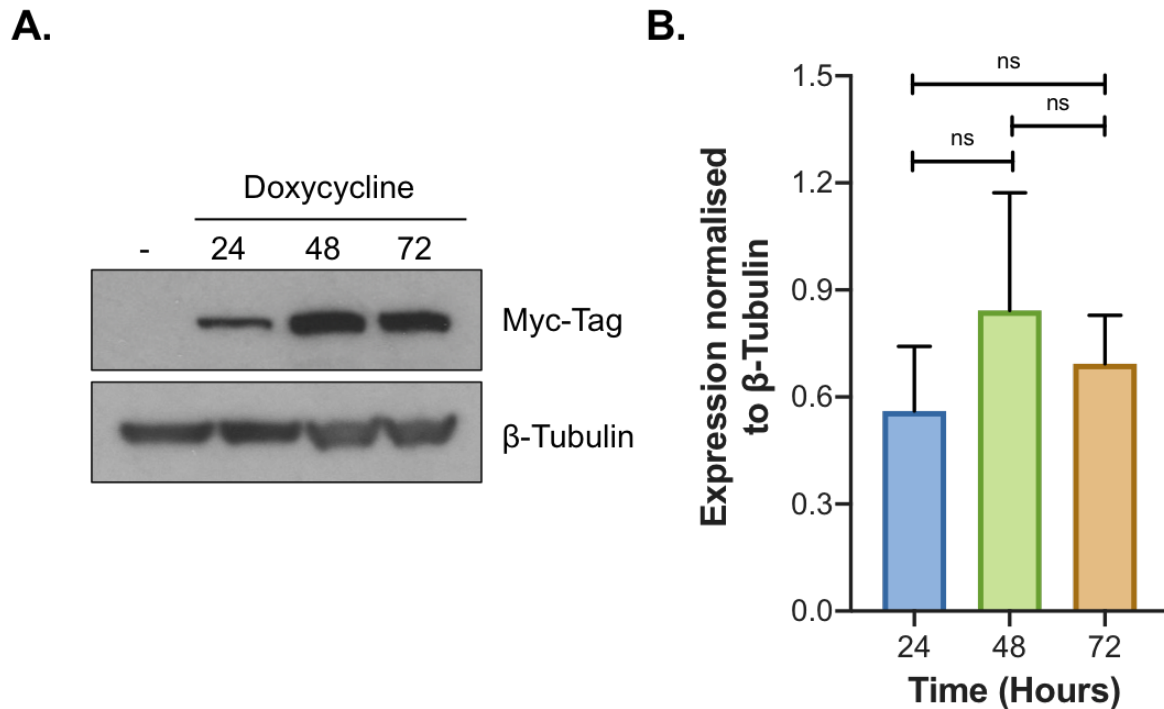 A.
Doxycycline
- 24 48 72
Myc-Tag
β-Tubulin
B.
Expression normalised
to β-Tubulin
1.5
1.2
0.9
0.6
0.3
0.0
ns
ns
ns
24 48 72
Time (Hours)